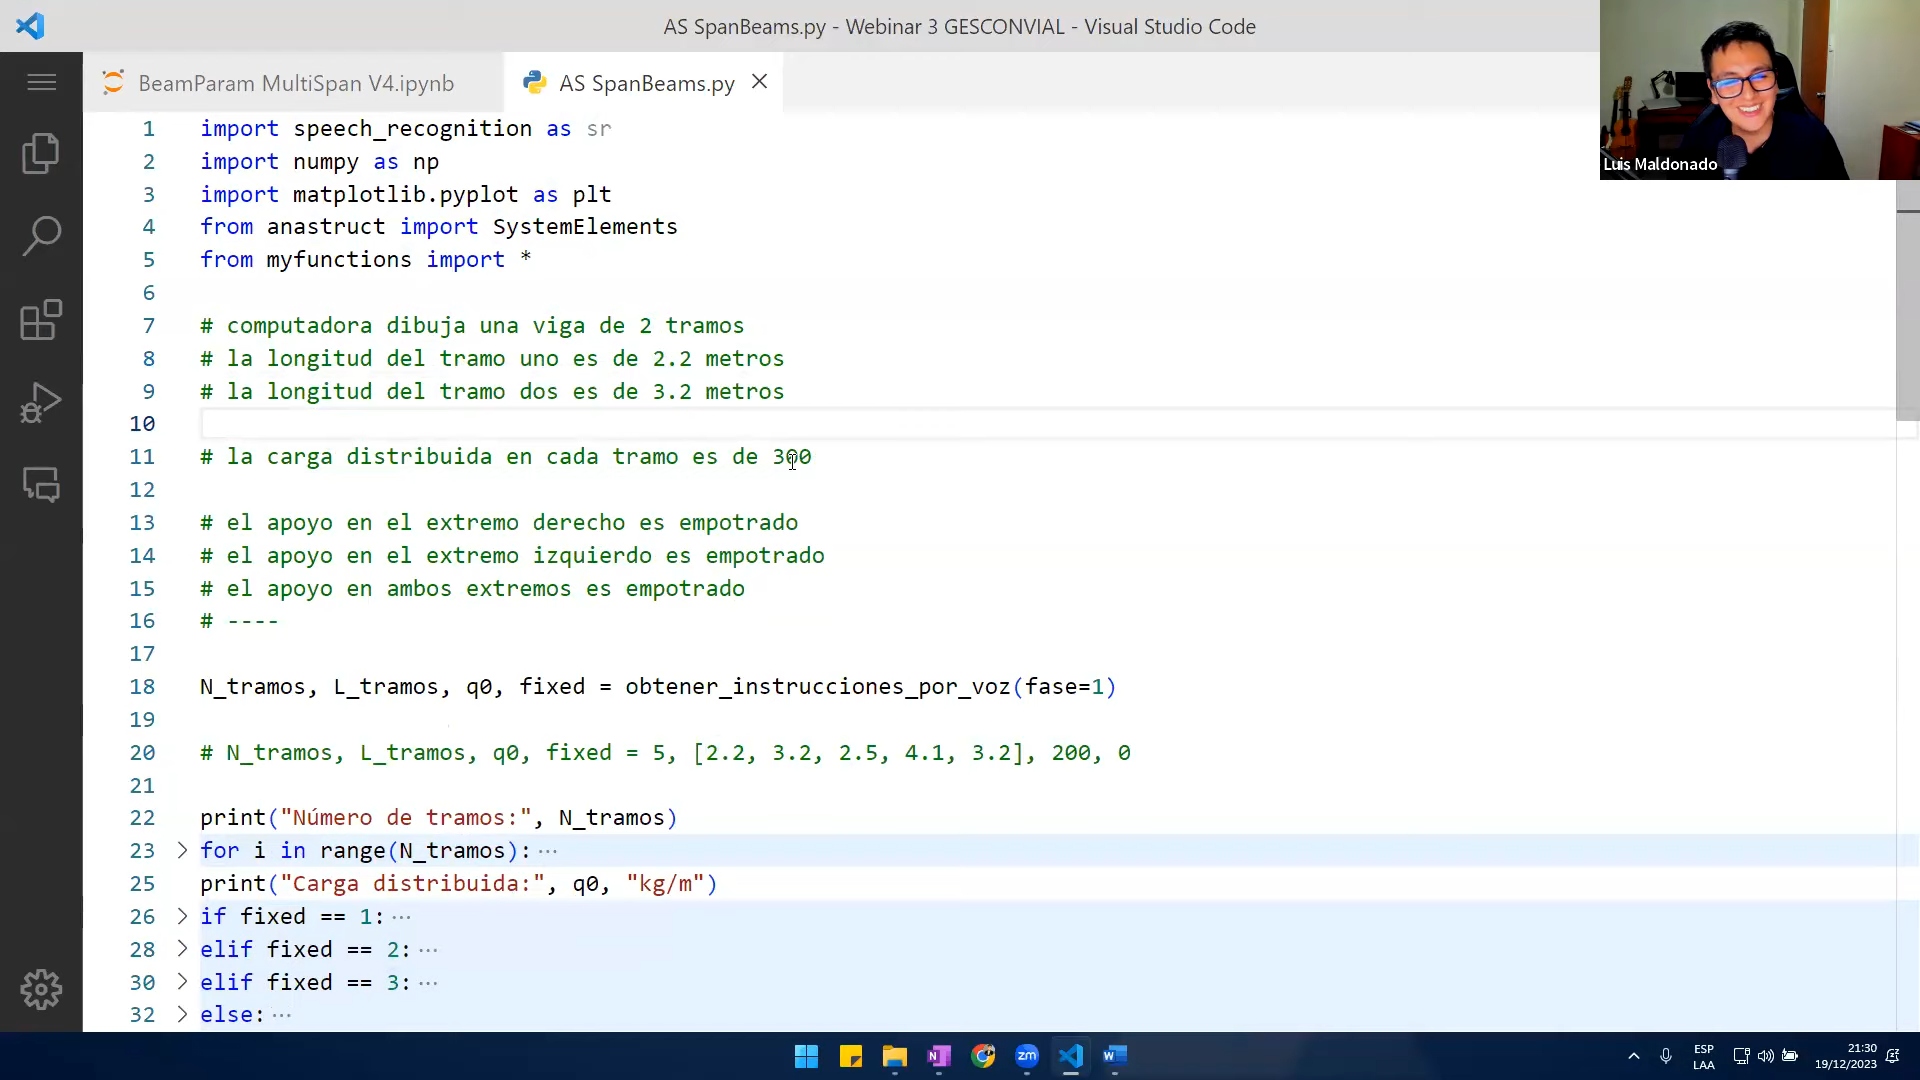 AS SpanBeams.py - Webinar 3 GESCONVIAL - Visual Studio Code
BeamParam MultiSpan V4.ipynb
AS SpanBeams.py
Luis Maldonado
1 import speech_recognition as sr
2 import numpy as np
3 import matplotlib.pyplot as plt
4 from anastruct import SystemElements
5 from myfunctions import *
6
7 # computadora dibuja una viga de 2 tramos
8 # la longitud del tramo uno es de 2.2 metros
9 # la longitud del tramo dos es de 3.2 metros
10
11 # la carga distribuida en cada tramo es de 300
12
13 # el apoyo en el extremo derecho es empotrado
14 # el apoyo en el extremo izquierdo es empotrado
15 # el apoyo en ambos extremos es empotrado
16 # ----
17
18 N_tramos, L_tramos, q0, fixed = obtener_instrucciones_por_voz(fase=1)
19
20 # N_tramos, L_tramos, q0, fixed = 5, [2.2, 3.2, 2.5, 4.1, 3.2], 200, 0
21
22 print("Número de tramos:", N_tramos)
23 for i in range(N_tramos): ···
25 print("Carga distribuida:", q0, "kg/m")
26 if fixed == 1: ···
28 elif fixed == 2: ···
30 elif fixed == 3: ···
32 else: ···
zm
ESP
LAA
21:30
19/12/2023